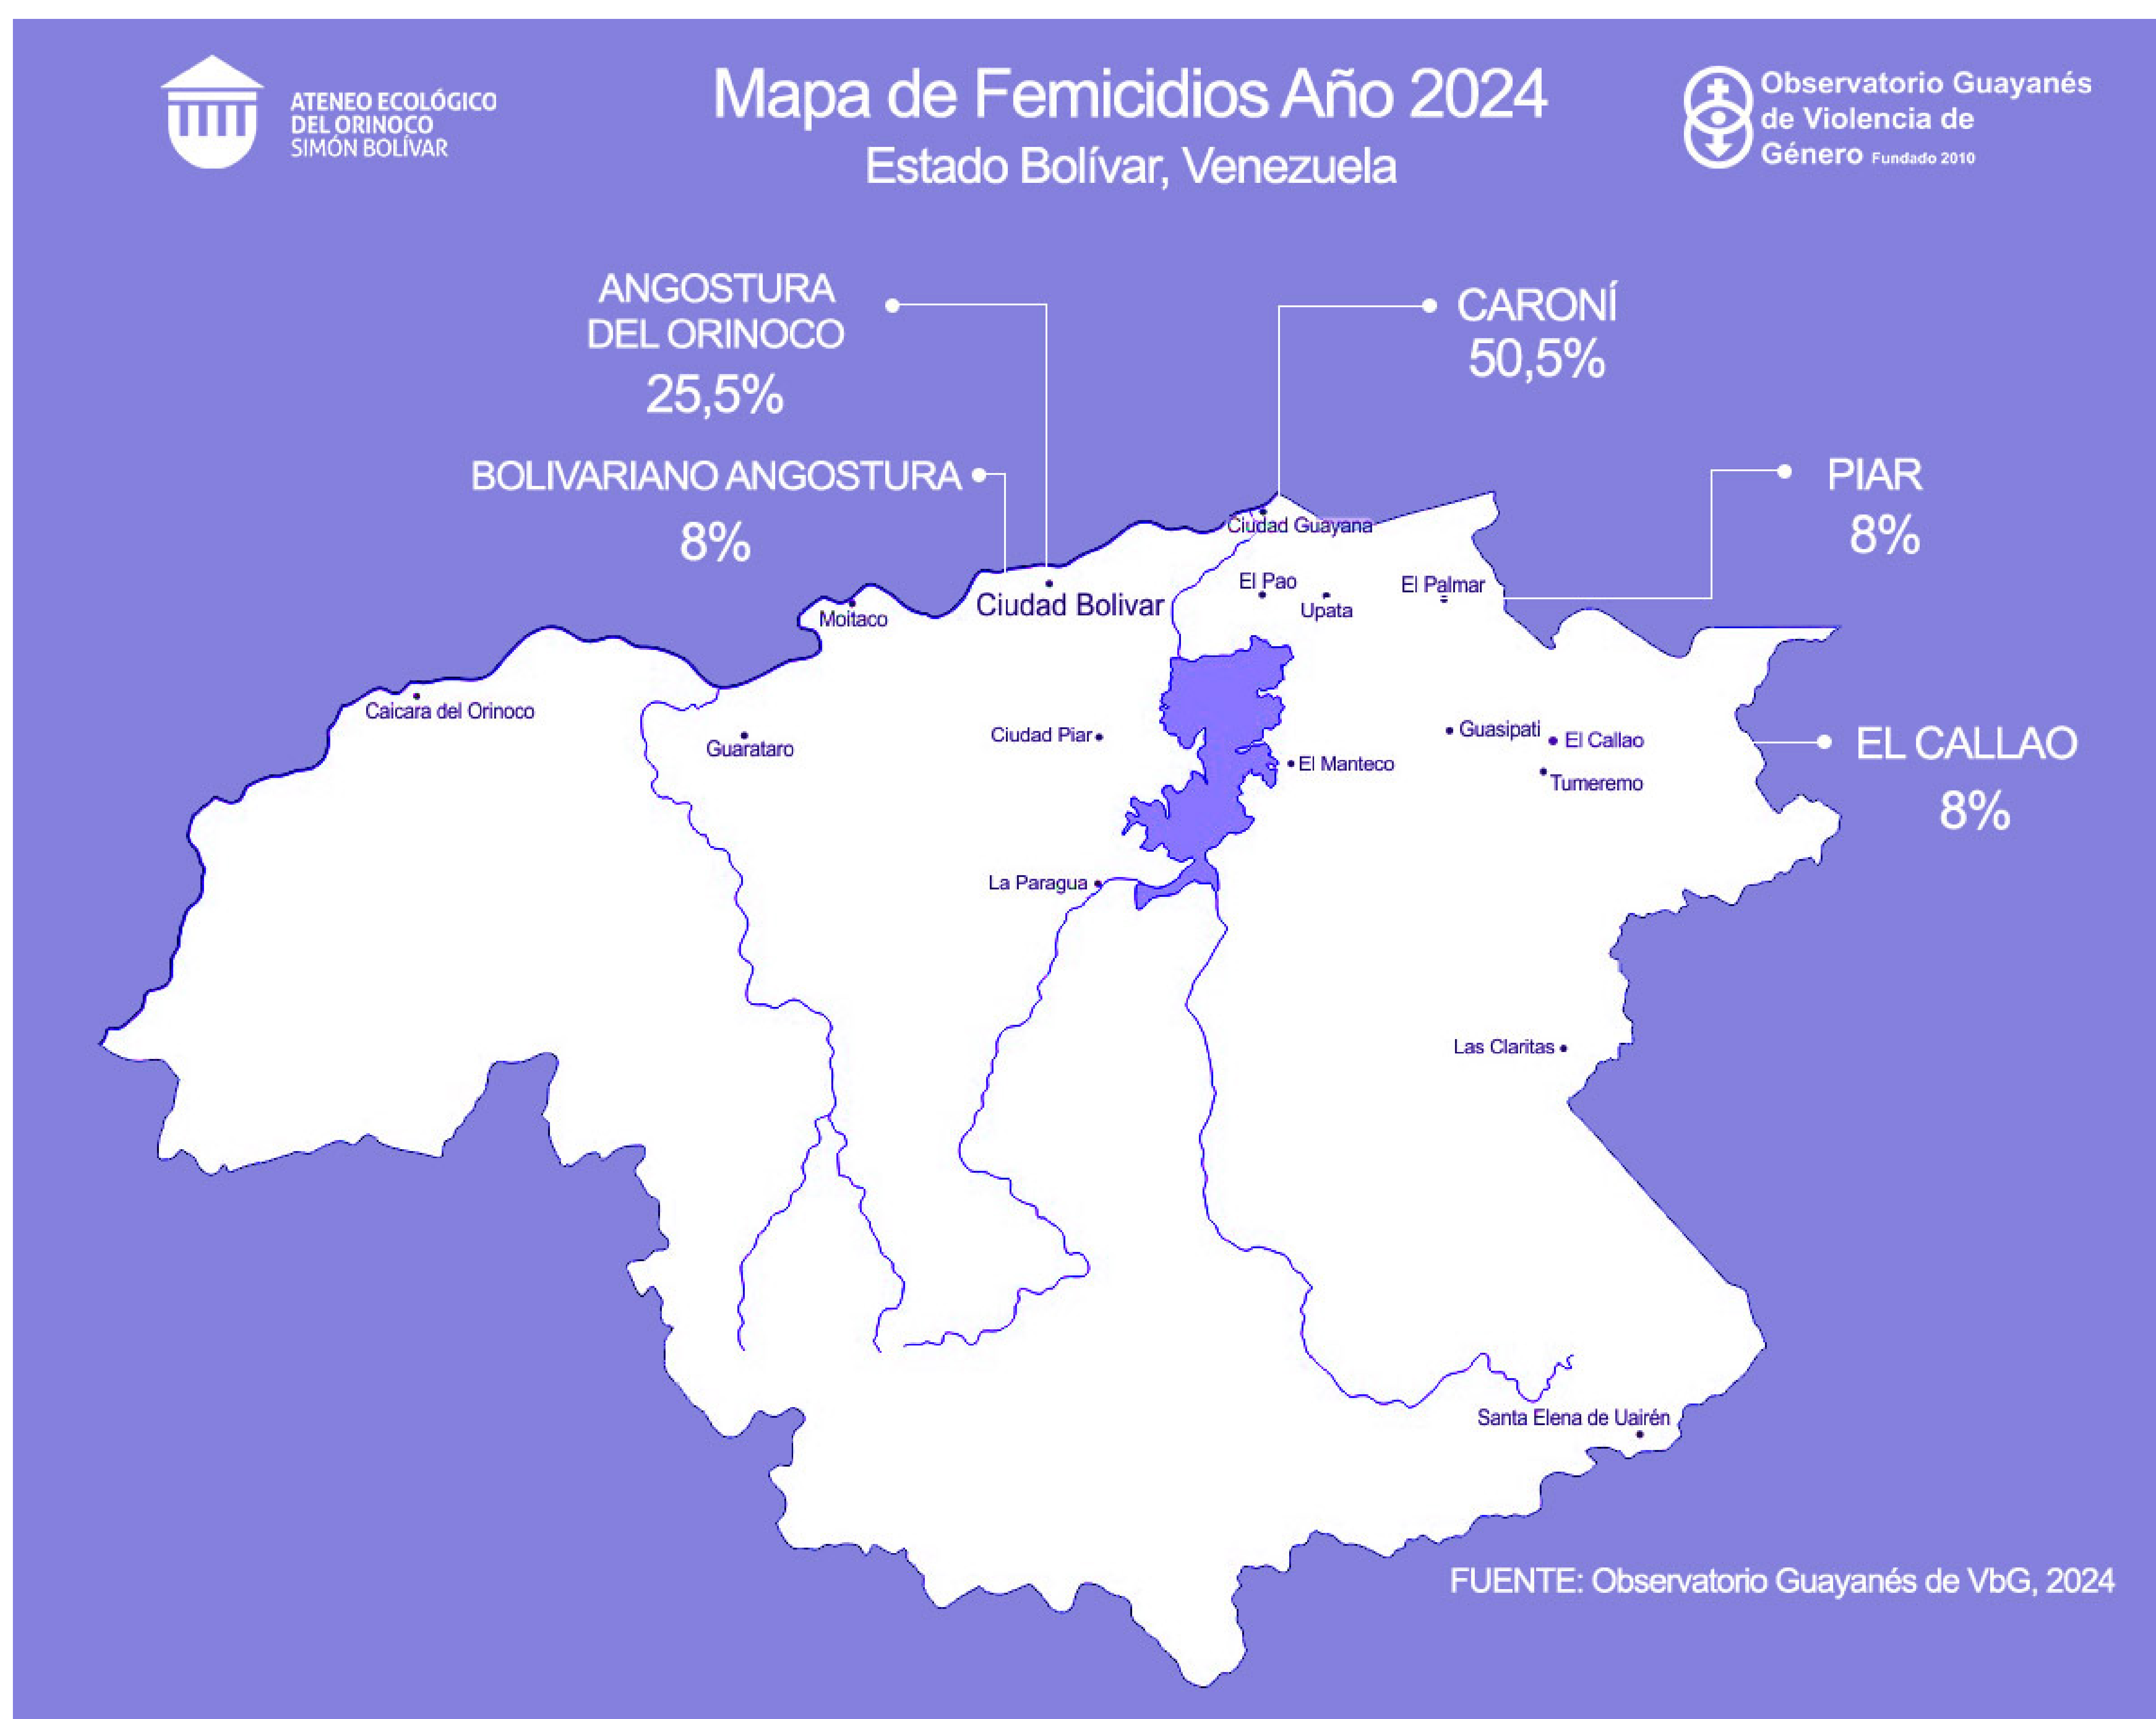 ATENEO ECOLÓGICO
DEL ORINOCO
SIMÓN BOLÍVAR
Mapa de Femicidios Año 2024
Estado Bolívar, Venezuela
Observatorio Guayanés
de Violencia de
Género Fundado 2010
ANGOSTURA
DEL ORINOCO
25,5%
CARONÍ
50,5%
BOLIVARIANO ANGOSTURA
8%
PIAR
8%
Ciudad Guayana
El Pao
Upata
El Palmar
Ciudad Bolivar
Moitaco
Caicara del Orinoco
Guarataro
Ciudad Piar
El Manteco
Guasipati
El Callao
Tumeremo
EL CALLAO
8%
La Paragua
Las Claritas
Santa Elena de Uairén
FUENTE: Observatorio Guayanés de VbG, 2024